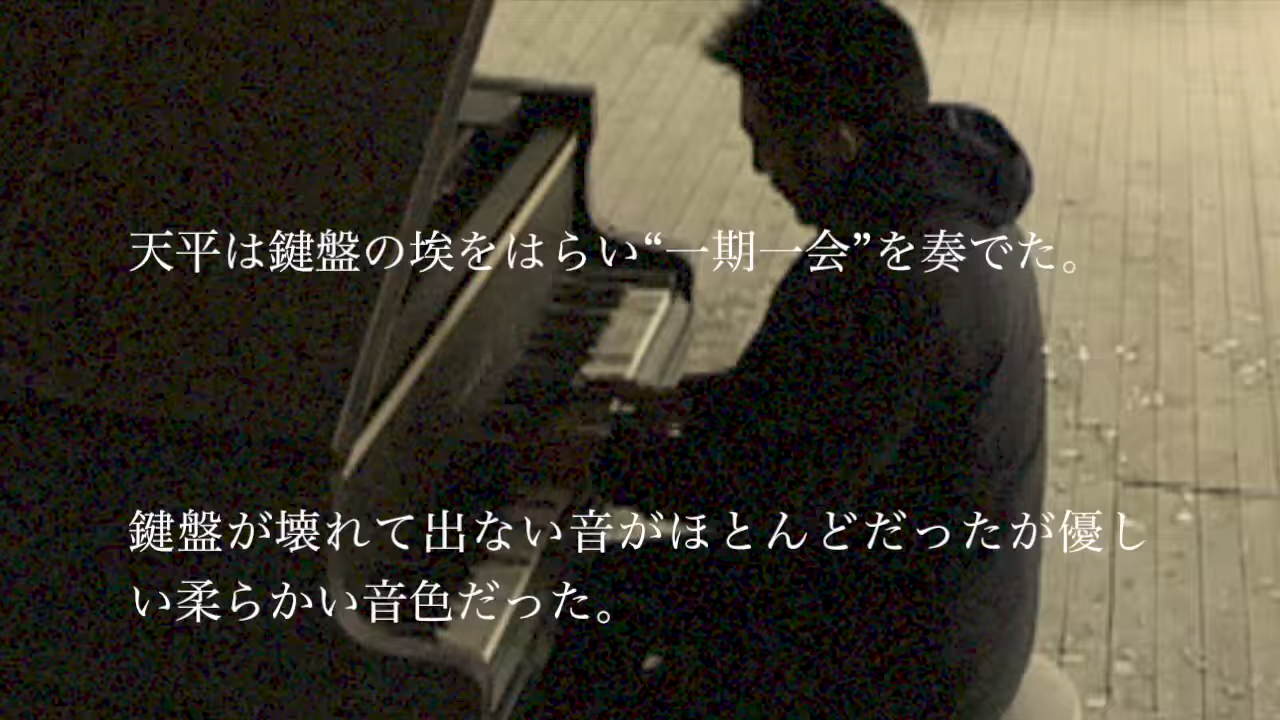 天平は鍵盤の埃をはらい“一期一会”を奏でた。
鍵盤が壊れて出ない音がほとんどだったが優し
い柔らかい音色だった。